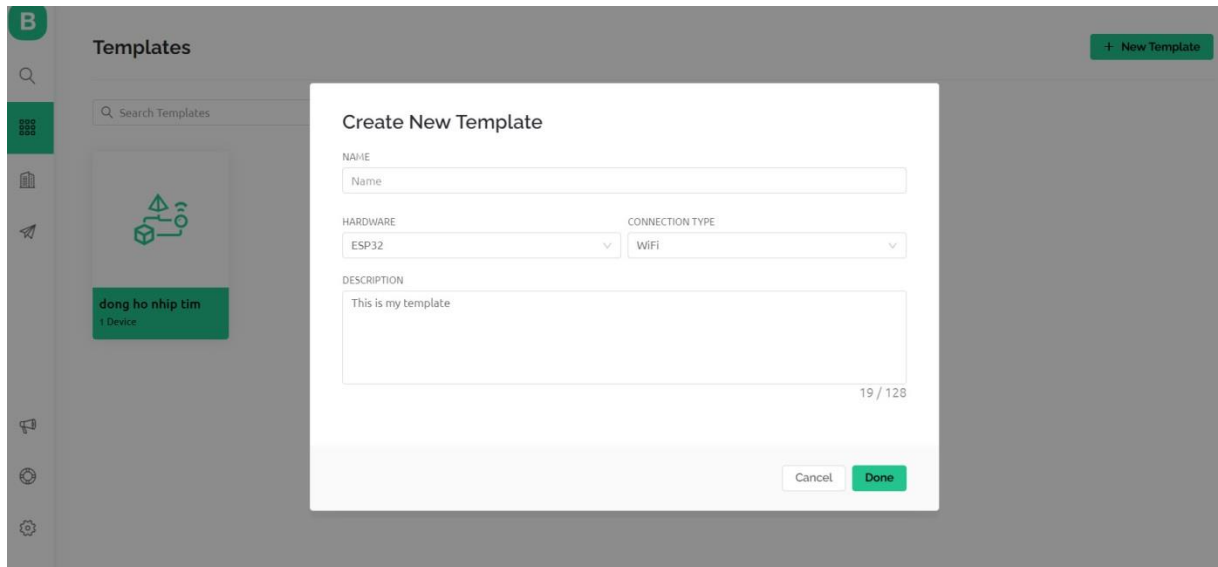 B
Templates
+ New Template
Search Templates
Create New Template
NAME
Name
HARDWARE
CONNECTION TYPE
ESP32
WiFi
DESCRIPTION
This is my template
19 / 128
dong ho nhip tim
1 Device
Cancel
Done